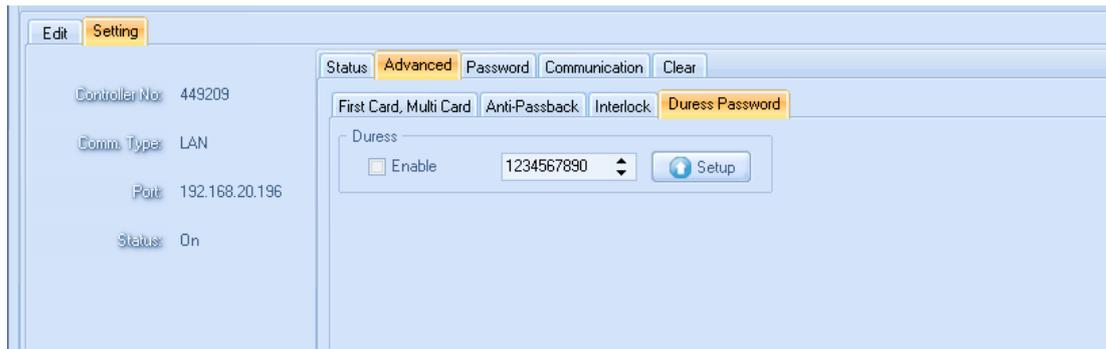 Edit Setting
Status Advanced Password Communication Clear
Controller No: 449209
First Card, Multi Card Anti-Passback Interlock Duress Password
Comm. Type: LAN
Duress
Enable 1234567890 Setup
Port: 192.168.20.196
Status: On